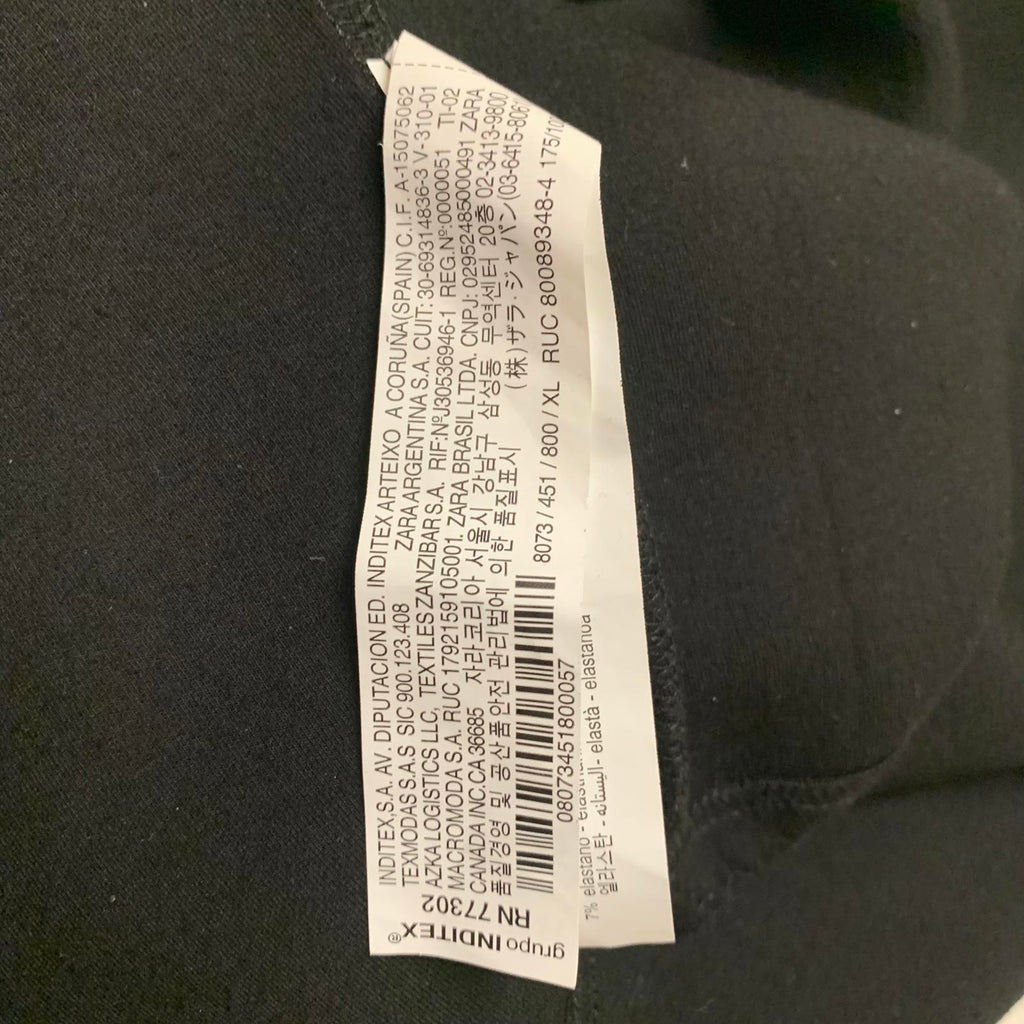 INDITEX,S.A. AV. DIPUTACION ED. INDITEX ARTEIXO A CORUÑA(SPAIN) C.I.F. A-15075062
TEXMODAS S.A.S SIC 900.123.408 ZARA ARGENTINA S.A. CUIT: 30-69314836-3 V-310-01
AZKA LOGISTICS LLC, TEXTILES ZANZIBAR S.A. RIF:NºJ30536946-1 REG.Nº:0000051 TI-02
MACROMODA S.A. RUC 1792159105001. ZARA BRASIL LTDA. CNPJ: 02952485000491 ZARA
CANADA INC.CA 36685 자라코리아 서울시 강남구 삼성동 무역센터 20층 02-3413-9800
품질경영 및 공산품안전 관리법에 의한 품질표시 (株)ザラ・ジャパン(03-6415-806
8073 / 451 / 800 / XL RUC 80089348-4 175/10
08073451800057
grupo INDITEX®
RN 77302
7% elastano -
엘라스탄 - اليستانه - elastà - elastanoa